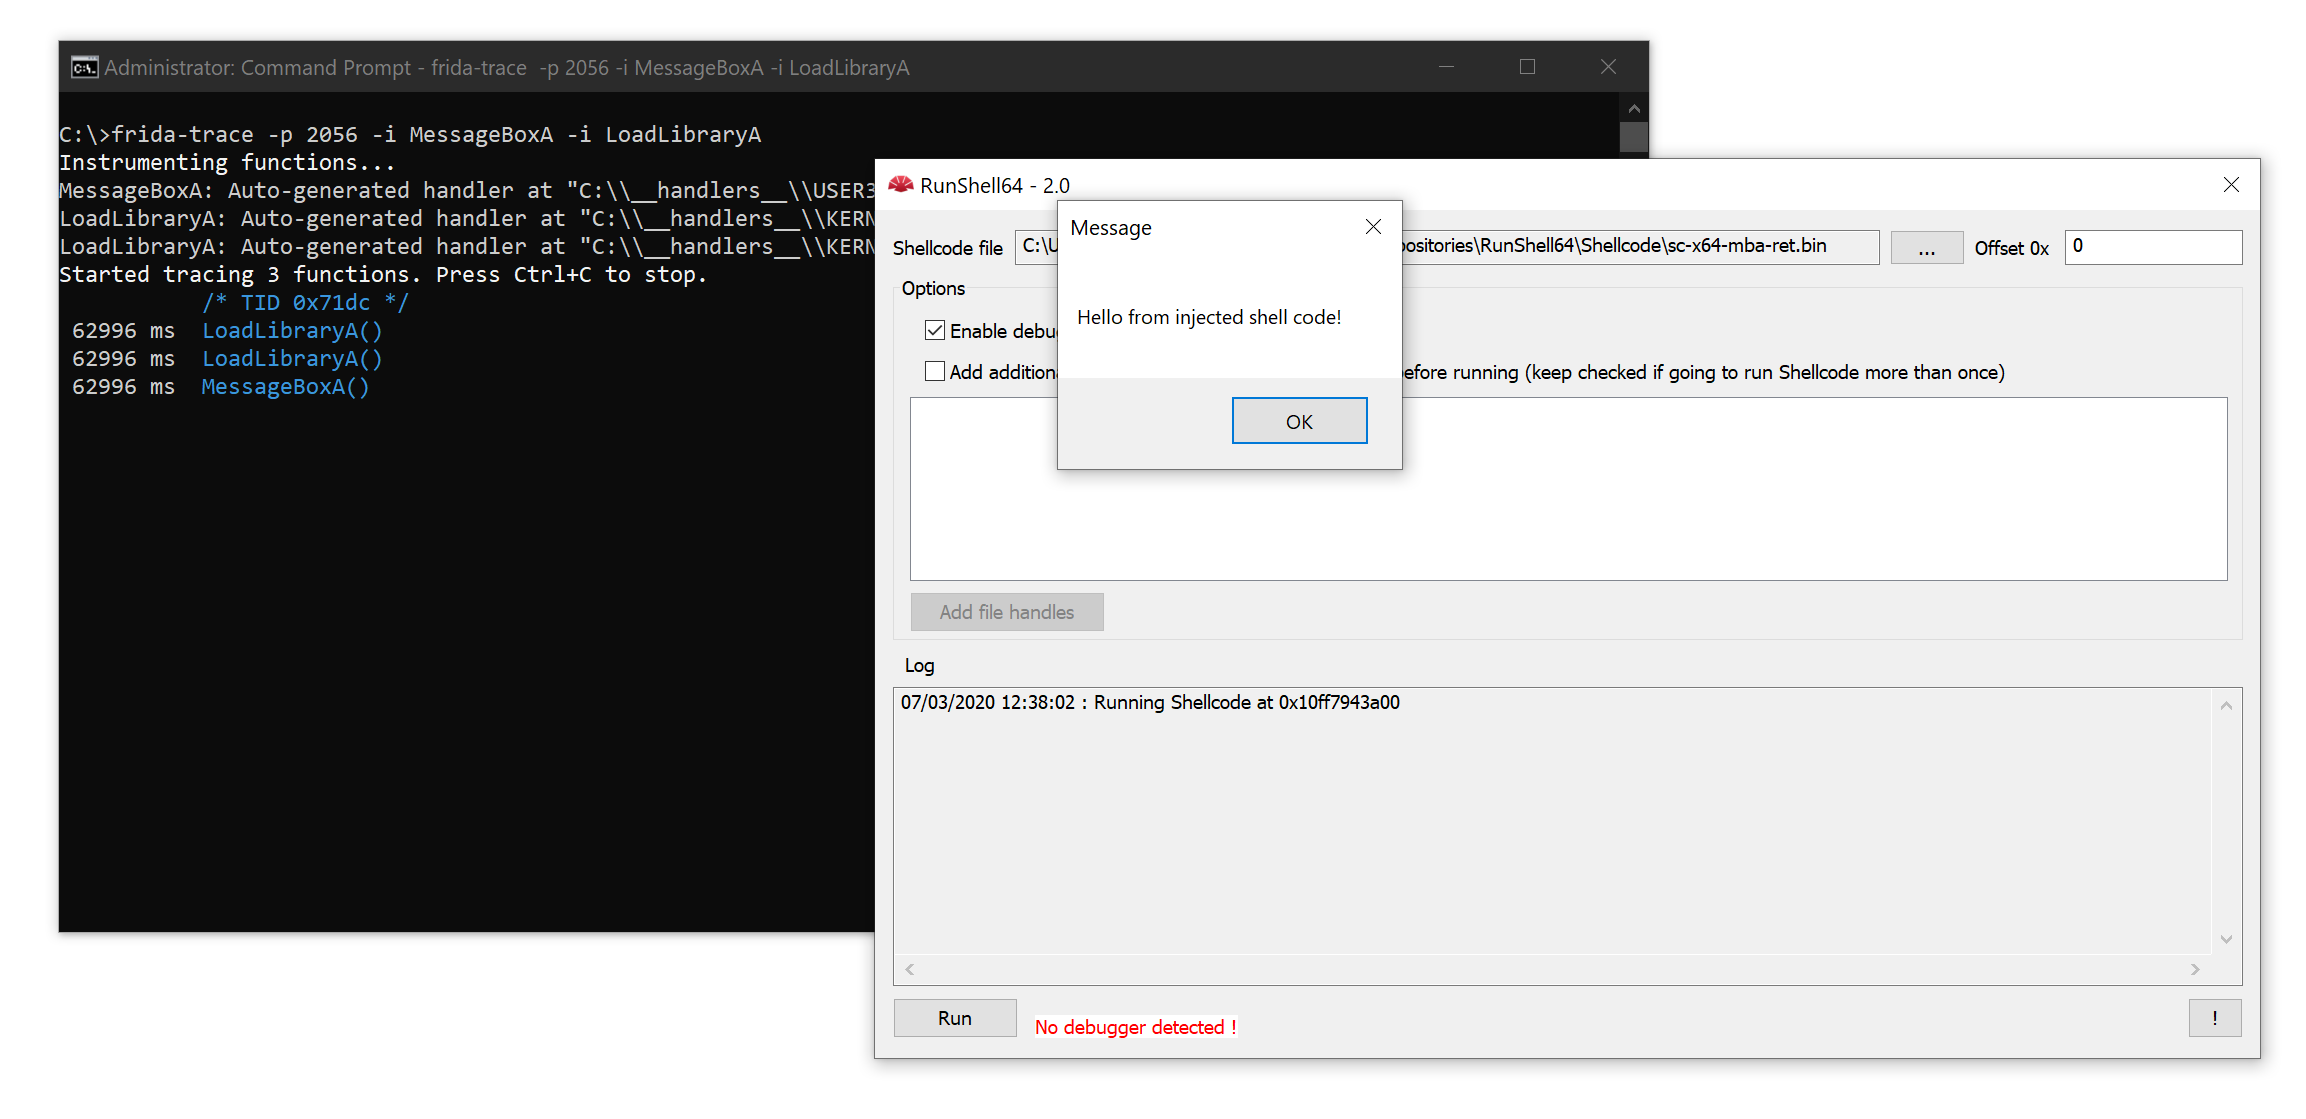 Administrator: Command Prompt - frida-trace  -p 2056 -i MessageBoxA -i LoadLibraryA
C:\>frida-trace -p 2056 -i MessageBoxA -i LoadLibraryA
Instrumenting functions...
MessageBoxA: Auto-generated handler at "C:\\__handlers__\\USER3
LoadLibraryA: Auto-generated handler at "C:\\__handlers__\\KERN
LoadLibraryA: Auto-generated handler at "C:\\__handlers__\\KERN
Started tracing 3 functions. Press Ctrl+C to stop.
/* TID 0x71dc */
62996 ms  LoadLibraryA()
62996 ms  LoadLibraryA()
62996 ms  MessageBoxA()
RunShell64 - 2.0
Shellcode file C:\U ositories\RunShell64\Shellcode\sc-x64-mba-ret.bin ... Offset 0x 0
Options
Enable debu
Add addition efore running (keep checked if going to run Shellcode more than once)
Message
Hello from injected shell code!
OK
Add file handles
Log
07/03/2020 12:38:02 : Running Shellcode at 0x10ff7943a00
Run No debugger detected ! !